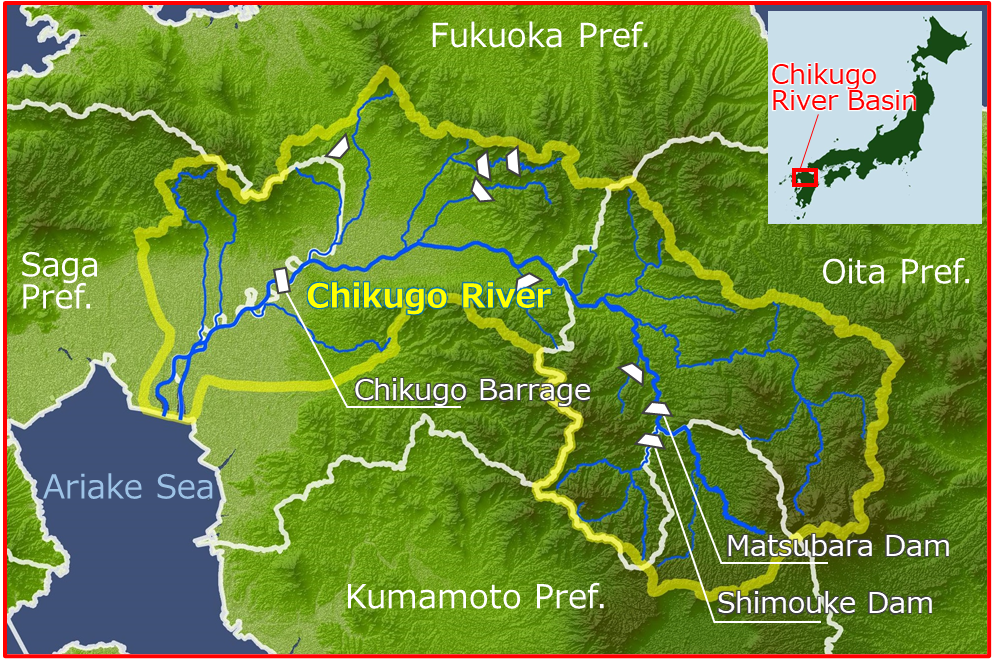 Fukuoka Pref.
Chikugo
River Basin
Saga
Pref.
Oita Pref.
Chikugo River
Chikugo Barrage
Ariake Sea
Matsubara Dam
Kumamoto Pref.
Shimouke Dam